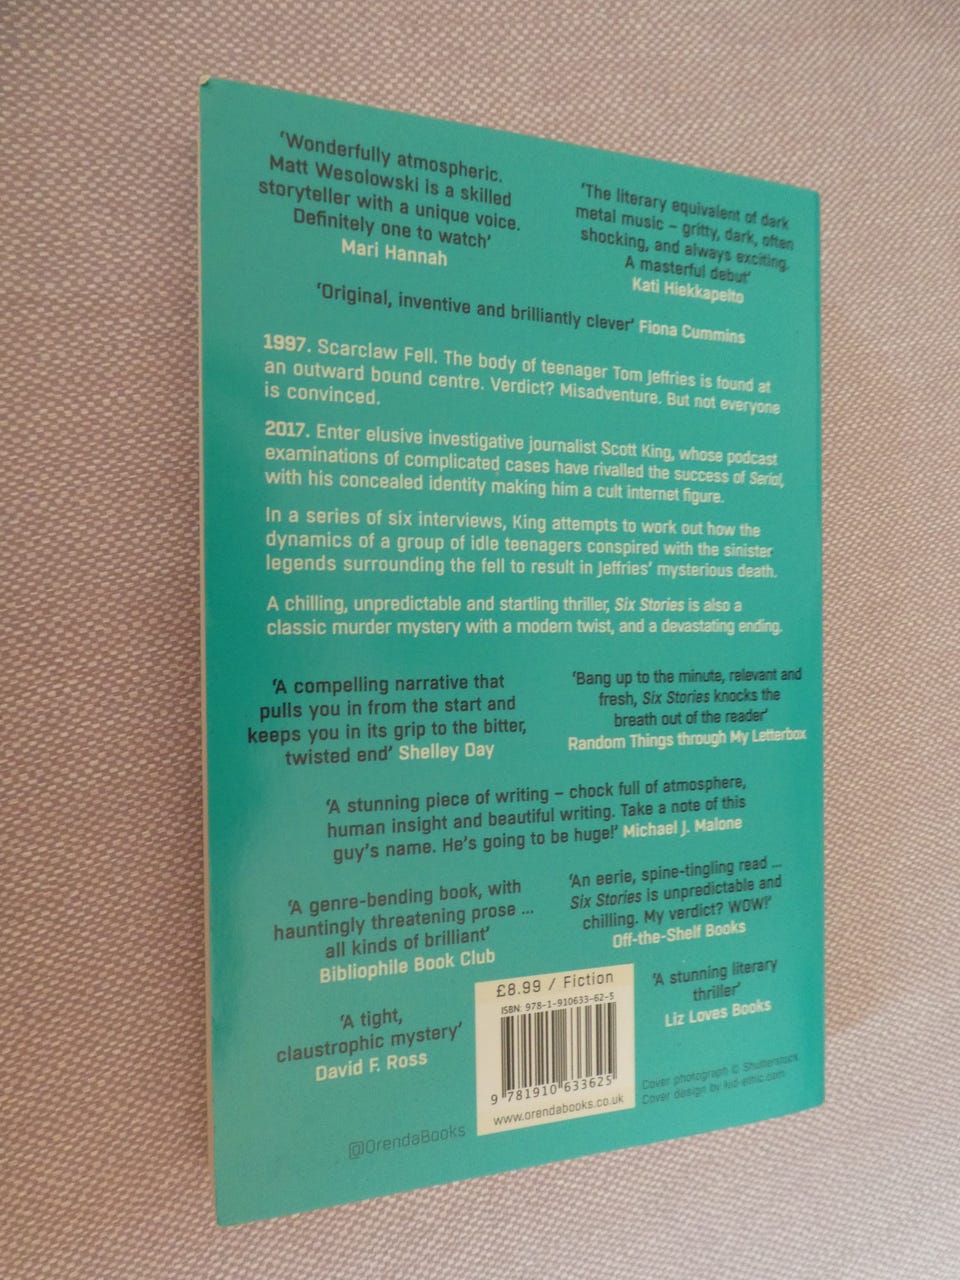 ‘Wonderfully atmospheric.
Matt Wesolowski is a skilled
storyteller with a unique voice.
Definitely one to watch’
Mari Hannah
‘The literary equivalent of dark
metal music – gritty, dark, often
shocking, and always exciting.
A masterful debut’
Kati Hiekkapelto
‘Original, inventive and brilliantly clever’ Fiona Cummins
1997. Scarclaw Fell. The body of teenager Tom Jeffries is found at
an outward bound centre. Verdict? Misadventure. But not everyone
is convinced.
2017. Enter elusive investigative journalist Scott King, whose podcast
examinations of complicated cases have rivalled the success of Serial,
with his concealed identity making him a cult internet figure.
In a series of six interviews, King attempts to work out how the
dynamics of a group of idle teenagers conspired with the sinister
legends surrounding the fell to result in Jeffries’ mysterious death.
A chilling, unpredictable and startling thriller, Six Stories is also a
classic murder mystery with a modern twist, and a devastating ending.
‘A compelling narrative that
pulls you in from the start and
keeps you in its grip to the bitter,
twisted end’ Shelley Day
‘Bang up to the minute, relevant and
fresh, Six Stories knocks the
breath out of the reader’
Random Things through My Letterbox
‘A stunning piece of writing – chock full of atmosphere,
human insight and beautiful writing. Take a note of this
guy’s name. He’s going to be huge!’ Michael J. Malone
‘A genre-bending book, with
hauntingly threatening prose ...
all kinds of brilliant’
Bibliophile Book Club
‘An eerie, spine-tingling read ...
Six Stories is unpredictable and
chilling. My verdict? WOW!’
Off-the-Shelf Books
‘A tight,
claustrophic mystery’
David F. Ross
£8.99 / Fiction
ISBN: 978-1-910633-62-5
9 781910 633625
www.orendabooks.co.uk
‘A stunning literary
thriller’
Liz Loves Books
Cover photograph © Shutterstock
Cover design by kid-ethic.com
@OrendaBooks